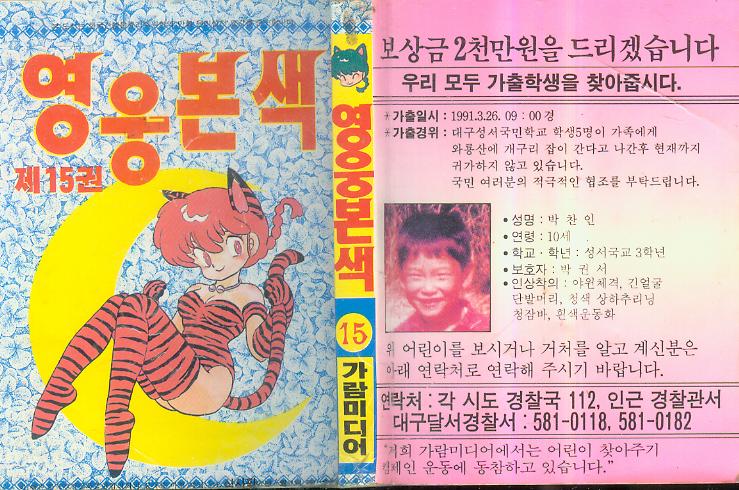 영웅본색
제15권
영웅본색
15
가람미디어
보상금 2천만원을 드리겠습니다
우리 모두 가출학생을 찾아줍시다.
*가출일시 : 1991.3.26. 09 : 00 경
*가출경위 : 대구성서국민학교 학생5명이 가족에게
와룡산에 개구리 잡이 간다고 나간후 현재까지
귀가하지 않고 있습니다.
국민 여러분의 적극적인 협조를 부탁드립니다.
• 성명 : 박 찬 인
• 연령 : 10세
• 학교 · 학년 : 성서국교 3학년
• 보호자 : 박 권 서
• 인상착의 : 야윈체격, 긴얼굴
단발머리, 청색 상하추리닝
청잠바, 흰색운동화
위 어린이를 보시거나 거처를 알고 계신분은
아래 연락처로 연락해 주시기 바랍니다.
연락처 : 각 시도 경찰국 112, 인근 경찰관서
대구달서경찰서 : 581-0118, 581-0182
"저희 가람미디어에서는 어린이 찾아주기
캠페인 운동에 동참하고 있습니다."